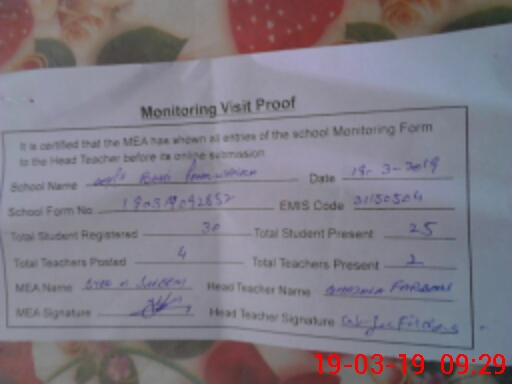 Monitoring Visit Proof
It is certified that the MEA has shown all entries of the school Monitoring Form
to the Head Teacher before its online submission
School Name Date 19-3-2019
School Form No 190319092852 EMIS Code 31150504
Total Student Registered 30 Total Student Present 25
Total Teachers Posted 4 Total Teachers Present 2
MEA Name Head Teacher Name
MEA Signature Head Teacher Signature
19-03-19 09:29